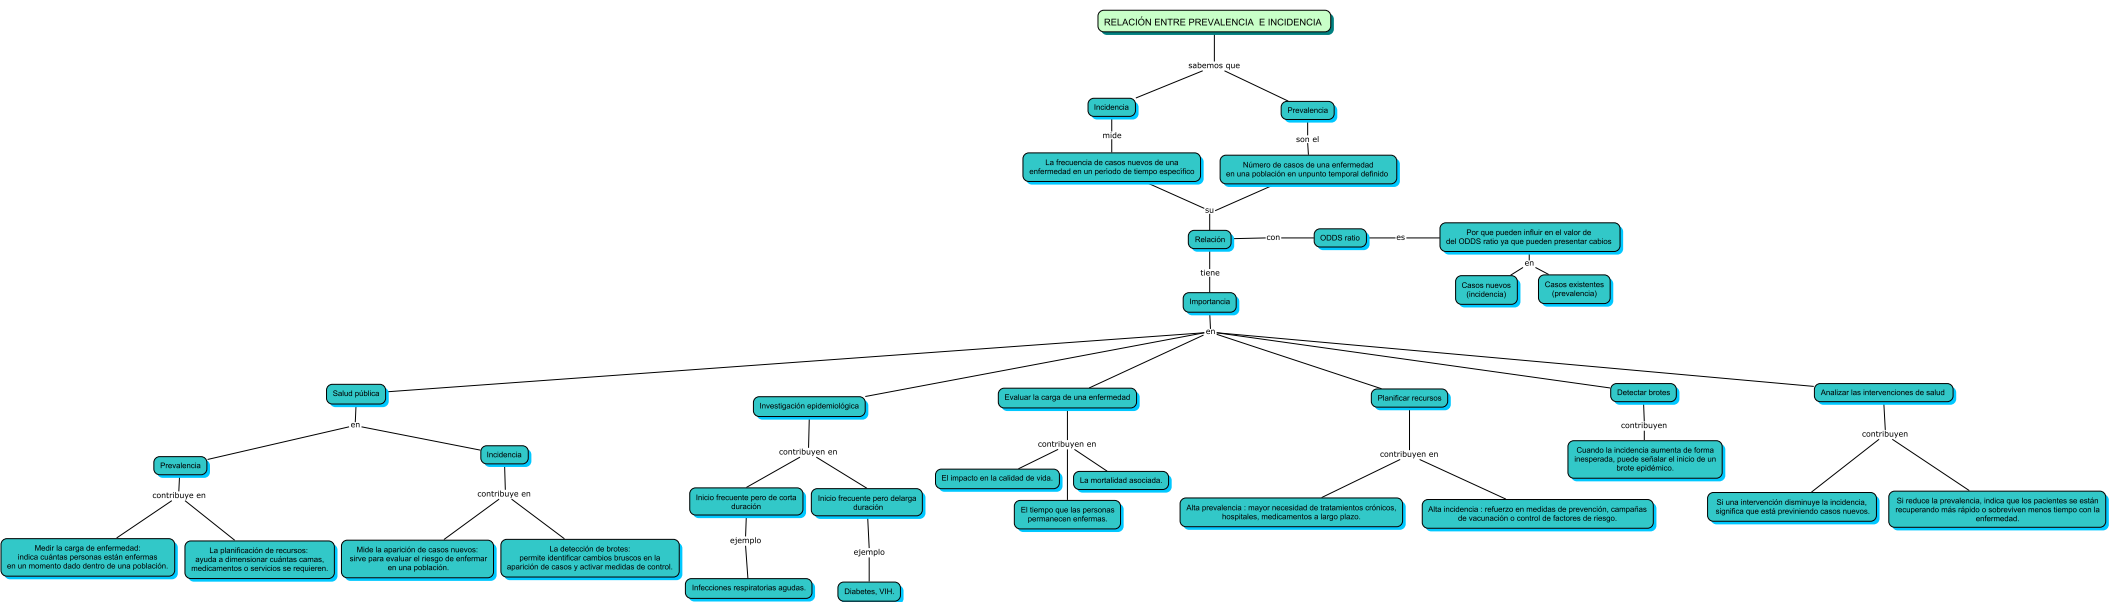 RELACIÓN ENTRE PREVALENCIA  E INCIDENCIA
sabemos que
Incidencia
Prevalencia
mide
son el
La frecuencia de casos nuevos de una
enfermedad en un periodo de tiempo específico
Número de casos de una enfermedad
en una población en unpunto temporal definido
su
Relación
con
ODDS ratio
es
Por que pueden influir en el valor de
del ODDS ratio ya que pueden presentar cabios
en
Casos nuevos
(incidencia)
Casos existentes
(prevalencia)
tiene
Importancia
en
Salud pública
en
Prevalencia
contribuye en
Medir la carga de enfermedad:
indica cuántas personas están enfermas
en un momento dado dentro de una población.
La planificación de recursos:
ayuda a dimensionar cuántas camas,
medicamentos o servicios se requieren.
Incidencia
contribuye en
Mide la aparición de casos nuevos:
sirve para evaluar el riesgo de enfermar
en una población.
La detección de brotes:
permite identificar cambios bruscos en la
aparición de casos y activar medidas de control.
Investigación epidemiológica
contribuyen en
Inicio frecuente pero de corta
duración
ejemplo
Infecciones respiratorias agudas.
Inicio frecuente pero delarga
duración
ejemplo
Diabetes, VIH.
Evaluar la carga de una enfermedad
contribuyen en
El impacto en la calidad de vida.
El tiempo que las personas
permanecen enfermas.
La mortalidad asociada.
Planificar recursos
contribuyen en
Alta prevalencia : mayor necesidad de tratamientos crónicos,
hospitales, medicamentos a largo plazo.
Alta incidencia : refuerzo en medidas de prevención, campañas
de vacunación o control de factores de riesgo.
Detectar brotes
contribuyen
Cuando la incidencia aumenta de forma
inesperada, puede señalar el inicio de un
brote epidémico.
Analizar las intervenciones de salud
contribuyen
Si una intervención disminuye la incidencia,
significa que está previniendo casos nuevos.
Si reduce la prevalencia, indica que los pacientes se están
recuperando más rápido o sobreviven menos tiempo con la
enfermedad.